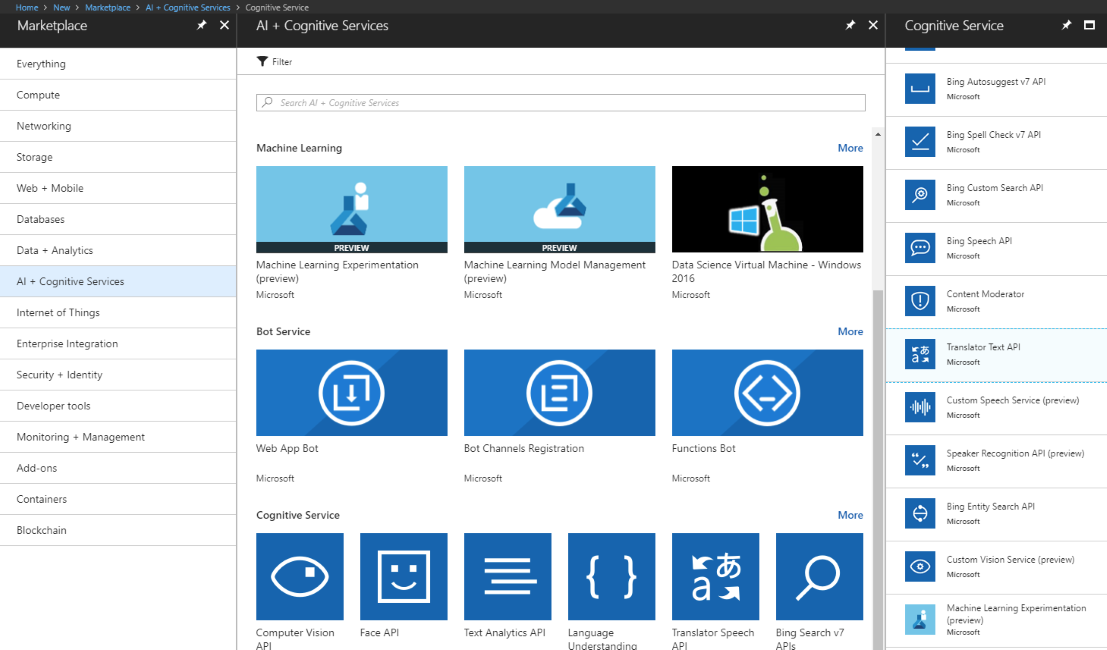 Home > New > Marketplace > AI + Cognitive Services > Cognitive Service
Marketplace
Everything
Compute
Networking
Storage
Web + Mobile
Databases
Data + Analytics
AI + Cognitive Services
Internet of Things
Enterprise Integration
Security + Identity
Developer tools
Monitoring + Management
Add-ons
Containers
Blockchain
AI + Cognitive Services
Filter
Search AI + Cognitive Services
Machine Learning
More
PREVIEW
Machine Learning Experimentation
(preview)
Microsoft
PREVIEW
Machine Learning Model Management
(preview)
Microsoft
Data Science Virtual Machine - Windows
2016
Microsoft
Bot Service
More
Web App Bot
Microsoft
Bot Channels Registration
Microsoft
Functions Bot
Microsoft
Cognitive Service
More
Computer Vision
API
Face API
Text Analytics API
{ }
Language
Understanding
a あ
Translator Speech
API
Bing Search v7
APIs
Cognitive Service
Bing Autosuggest v7 API
Microsoft
Bing Spell Check v7 API
Microsoft
Bing Custom Search API
Microsoft
Bing Speech API
Microsoft
Content Moderator
Microsoft
a あ
Translator Text API
Microsoft
Custom Speech Service (preview)
Microsoft
Speaker Recognition API (preview)
Microsoft
Bing Entity Search API
Microsoft
Custom Vision Service (preview)
Microsoft
Machine Learning Experimentation
(preview)
Microsoft